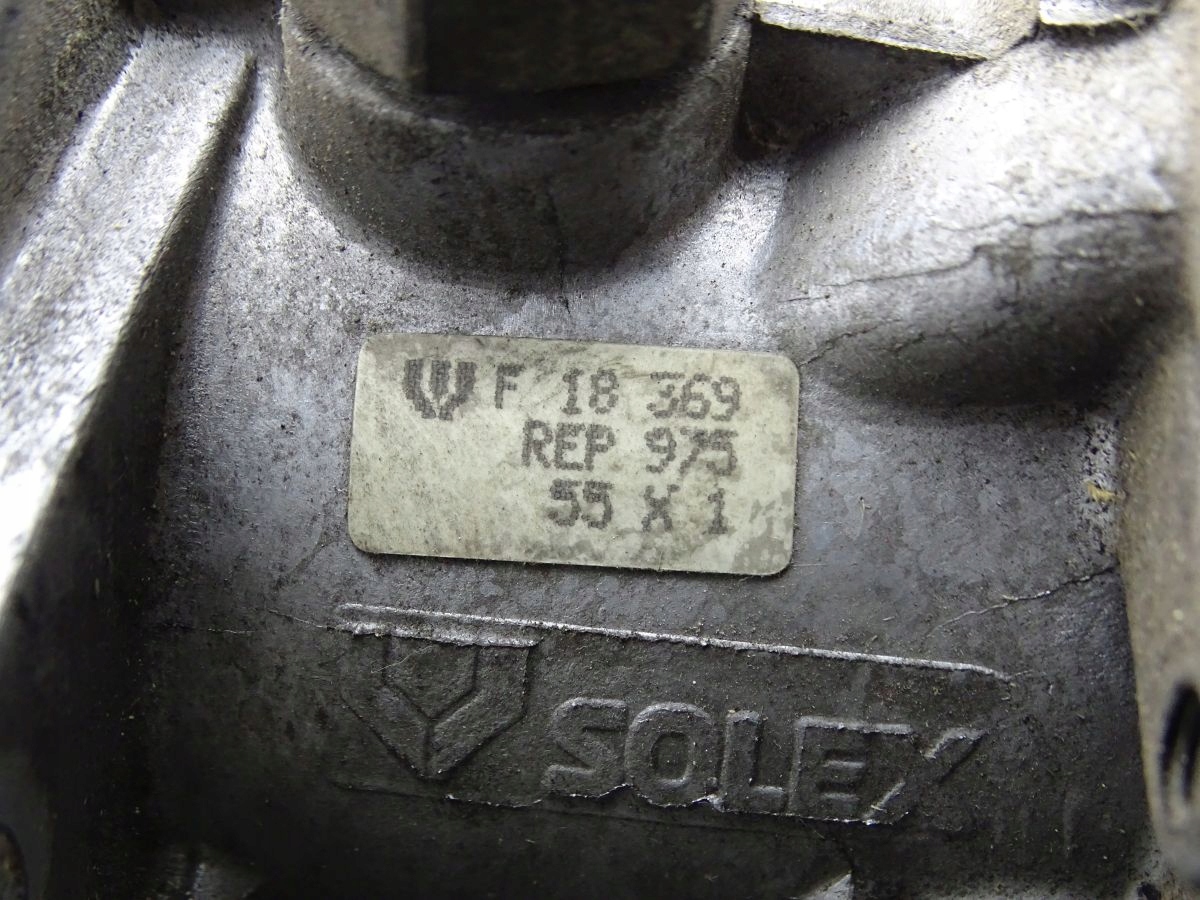 F 18 369
REP 975
55 X 1
SOLEX